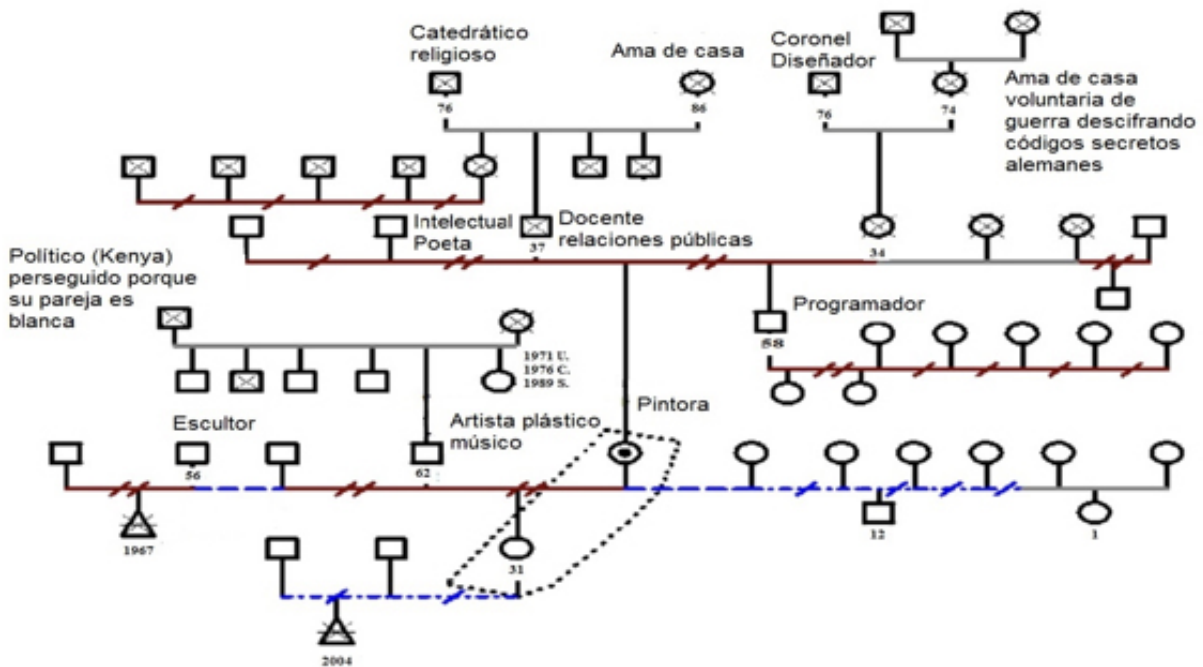 Catedrático
religioso
Ama de casa
Coronel
Diseñador
Ama de casa
voluntaria de
guerra descifrando
códigos secretos
alemanes
76
86
76
74
Intelectual
Poeta
Docente
relaciones públicas
37
34
Político (Kenya)
perseguido porque
su pareja es
blanca
Programador
58
1971 U.
1976 C.
1989 S.
Escultor
Artista plástico
músico
Pintora
56
62
1967
31
12
1
2004